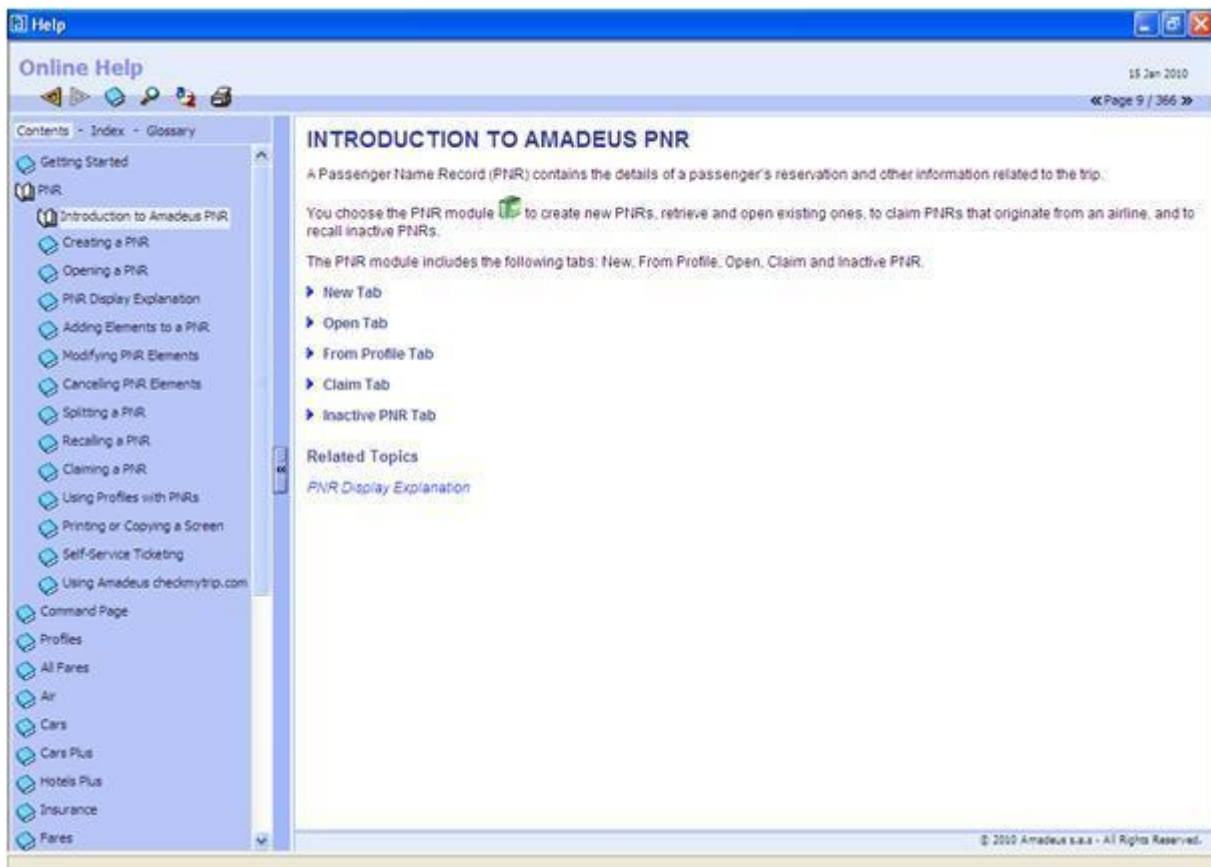 Help
Online Help
15 Jan 2010
« Page 9 / 366 »
Contents - Index - Glossary
Getting Started
PNR
Introduction to Amadeus PNR
Creating a PNR
Opening a PNR
PNR Display Explanation
Adding Elements to a PNR
Modifying PNR Elements
Canceling PNR Elements
Splitting a PNR
Recalling a PNR
Claiming a PNR
Using Profiles with PNRs
Printing or Copying a Screen
Self-Service Ticketing
Using Amadeus checkmytrip.com
Command Page
Profiles
All Fares
Air
Cars
Cars Plus
Hotels Plus
Insurance
Fares
INTRODUCTION TO AMADEUS PNR
A Passenger Name Record (PNR) contains the details of a passenger's reservation and other information related to the trip.
You choose the PNR module to create new PNRs, retrieve and open existing ones, to claim PNRs that originate from an airline, and to
recall inactive PNRs.
The PNR module includes the following tabs: New, From Profile, Open, Claim and Inactive PNR.
New Tab
Open Tab
From Profile Tab
Claim Tab
Inactive PNR Tab
Related Topics
PNR Display Explanation
© 2010 Amadeus s.a.s - All Rights Reserved.